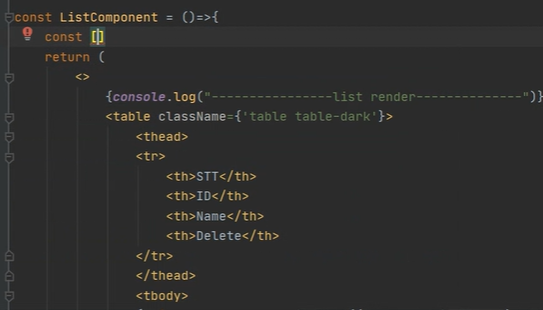 const ListComponent = ()=>{
const []
return (
<>
{console.log("----------------list render--------------")}
<table className={'table table-dark'}>
<thead>
<tr>
<th>STT</th>
<th>ID</th>
<th>Name</th>
<th>Delete</th>
</tr>
</thead>
<tbody>